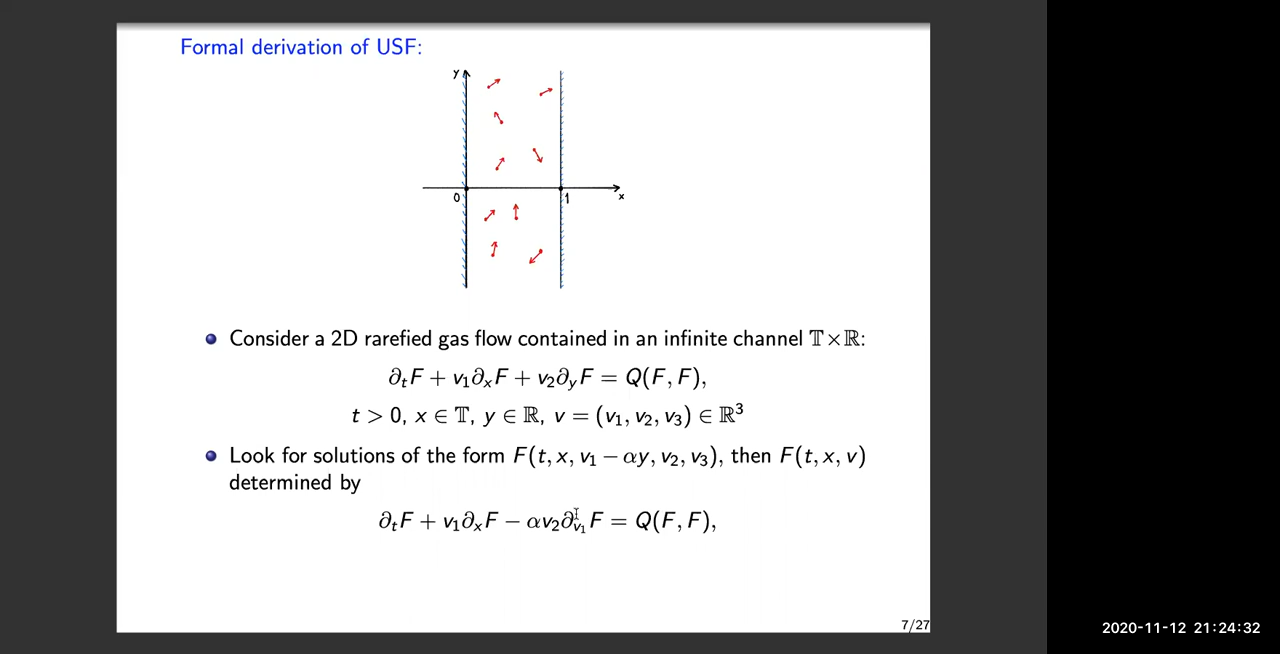 Formal derivation of USF:
y
0
1
x
Consider a 2D rarefied gas flow contained in an infinite channel 𝕋×ℝ:
∂ₜF + v₁∂ₓF + v₂∂_yF = Q(F, F),
t > 0, x ∈ 𝕋, y ∈ ℝ, v = (v₁, v₂, v₃) ∈ ℝ³
Look for solutions of the form F(t, x, v₁ − αy, v₂, v₃), then F(t, x, v)
determined by
∂ₜF + v₁∂ₓF − αv₂∂_{v₁}F = Q(F, F),
7/27
2020-11-12 21:24:32